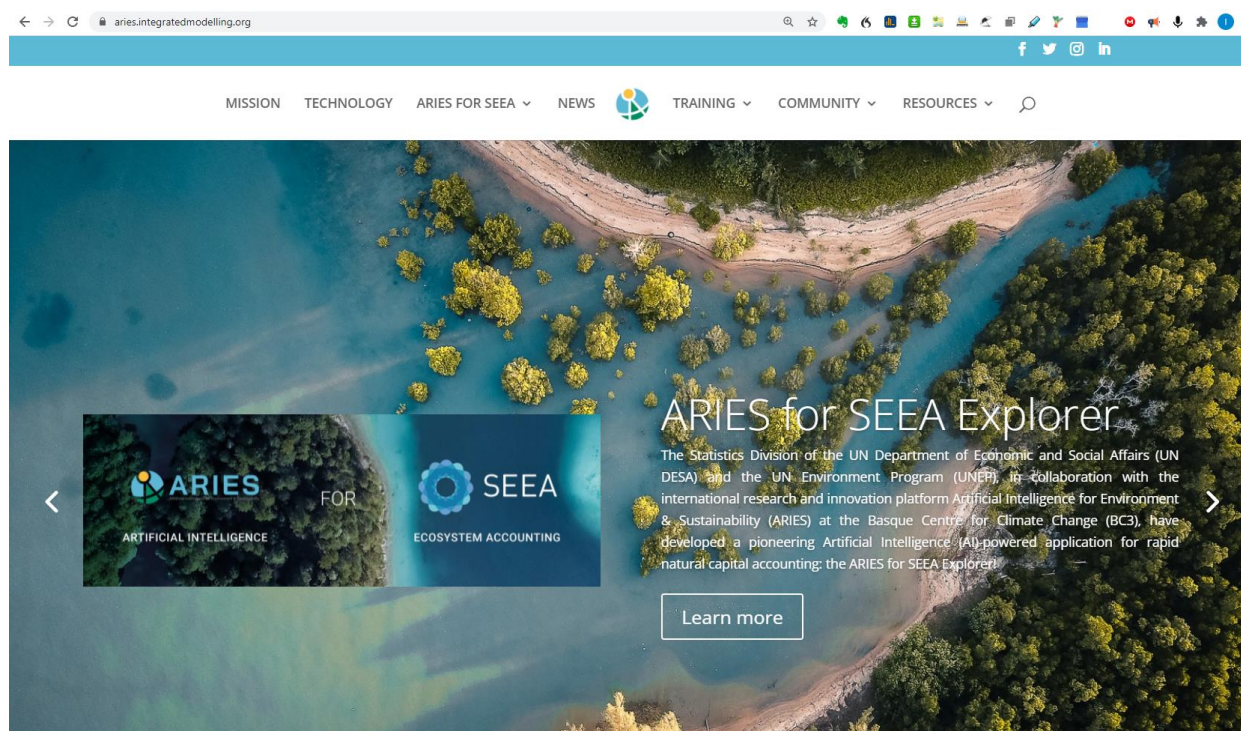 aries.integratedmodelling.org
MISSION TECHNOLOGY ARIES FOR SEEA NEWS TRAINING COMMUNITY RESOURCES
ARIES FOR SEEA
ARTIFICIAL INTELLIGENCE ECOSYSTEM ACCOUNTING
ARIES for SEEA Explorer
The Statistics Division of the UN Department of Economic and Social Affairs (UN
DESA) and the UN Environment Program (UNEP), in collaboration with the
international research and innovation platform Artificial Intelligence for Environment
& Sustainability (ARIES) at the Basque Centre for Climate Change (BC3), have
developed a pioneering Artificial Intelligence (AI)-powered application for rapid
natural capital accounting: the ARIES for SEEA Explorer!
Learn more